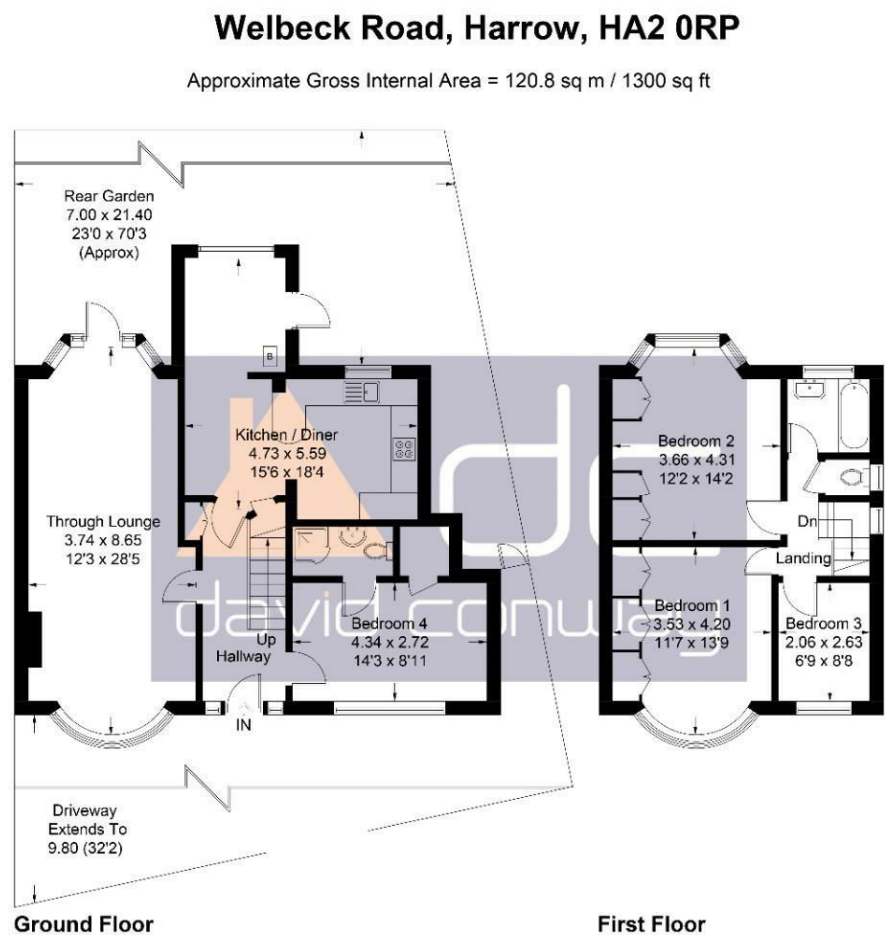 Welbeck Road, Harrow, HA2 0RP
Approximate Gross Internal Area = 120.8 sq m / 1300 sq ft
Rear Garden
7.00 x 21.40
23'0 x 70'3
(Approx)
B
Kitchen / Diner
4.73 x 5.59
15'6 x 18'4
Through Lounge
3.74 x 8.65
12'3 x 28'5
Up
Hallway
IN
Bedroom 4
4.34 x 2.72
14'3 x 8'11
Driveway
Extends To
9.80 (32'2)
Ground Floor
Bedroom 2
3.66 x 4.31
12'2 x 14'2
Dn
Landing
Bedroom 1
3.53 x 4.20
11'7 x 13'9
Bedroom 3
2.06 x 2.63
6'9 x 8'8
First Floor
dc
david conway